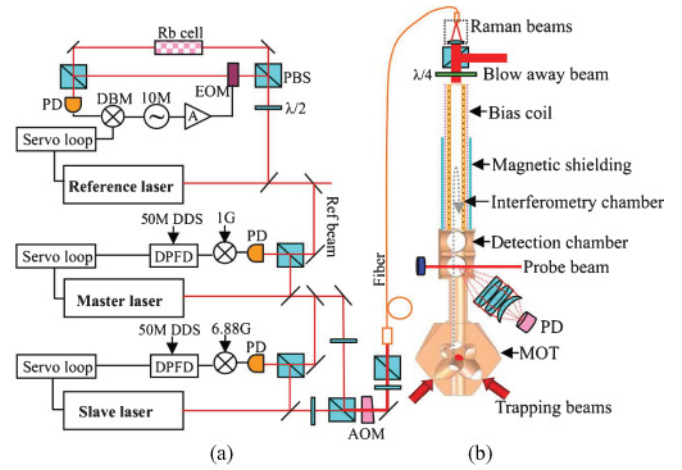 Rb cell
PBS
EOM
λ/2
PD
DBM
10M
A
Servo loop
Reference laser
Ref beam
50M DDS
1G
PD
Servo loop
DPFD
Master laser
50M DDS
6.88G
PD
Servo loop
DPFD
Slave laser
AOM
(a)
Fiber
Raman beams
λ/4
Blow away beam
Bias coil
Magnetic shielding
Interferometry chamber
Detection chamber
Probe beam
PD
MOT
Trapping beams
(b)